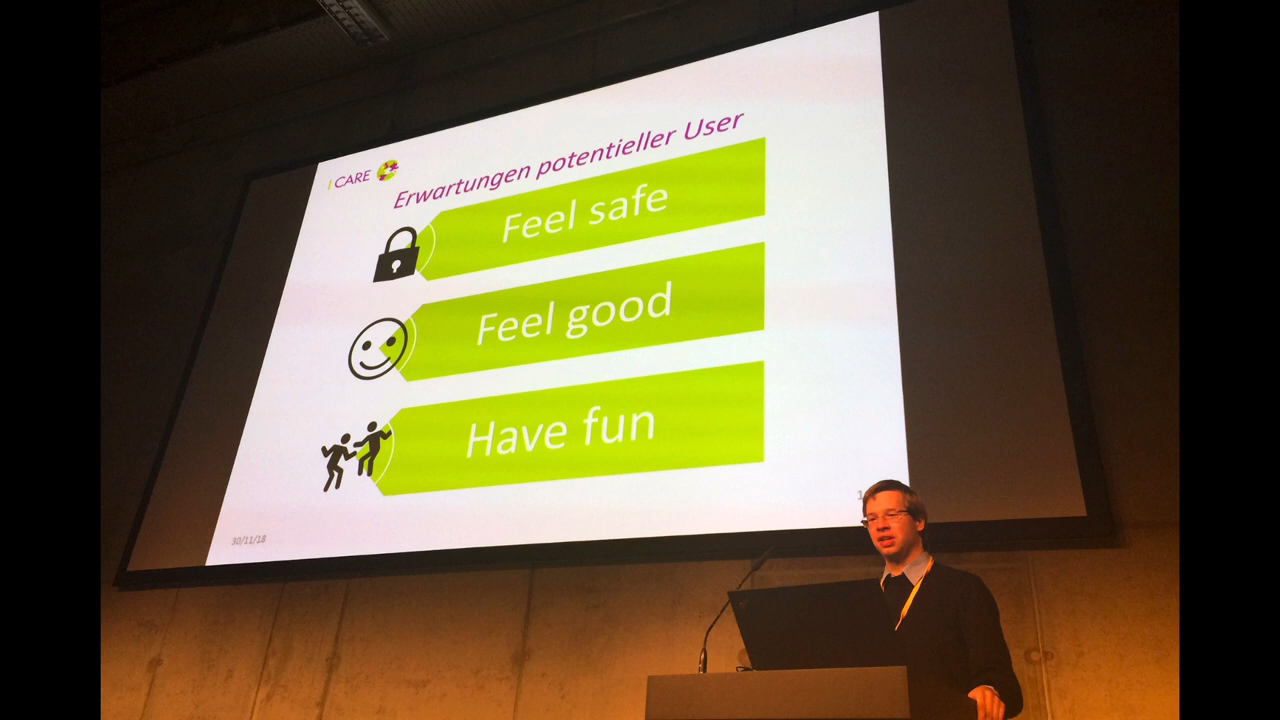 I CARE
Erwartungen potentieller User
Feel safe
Feel good
Have fun
30/11/18